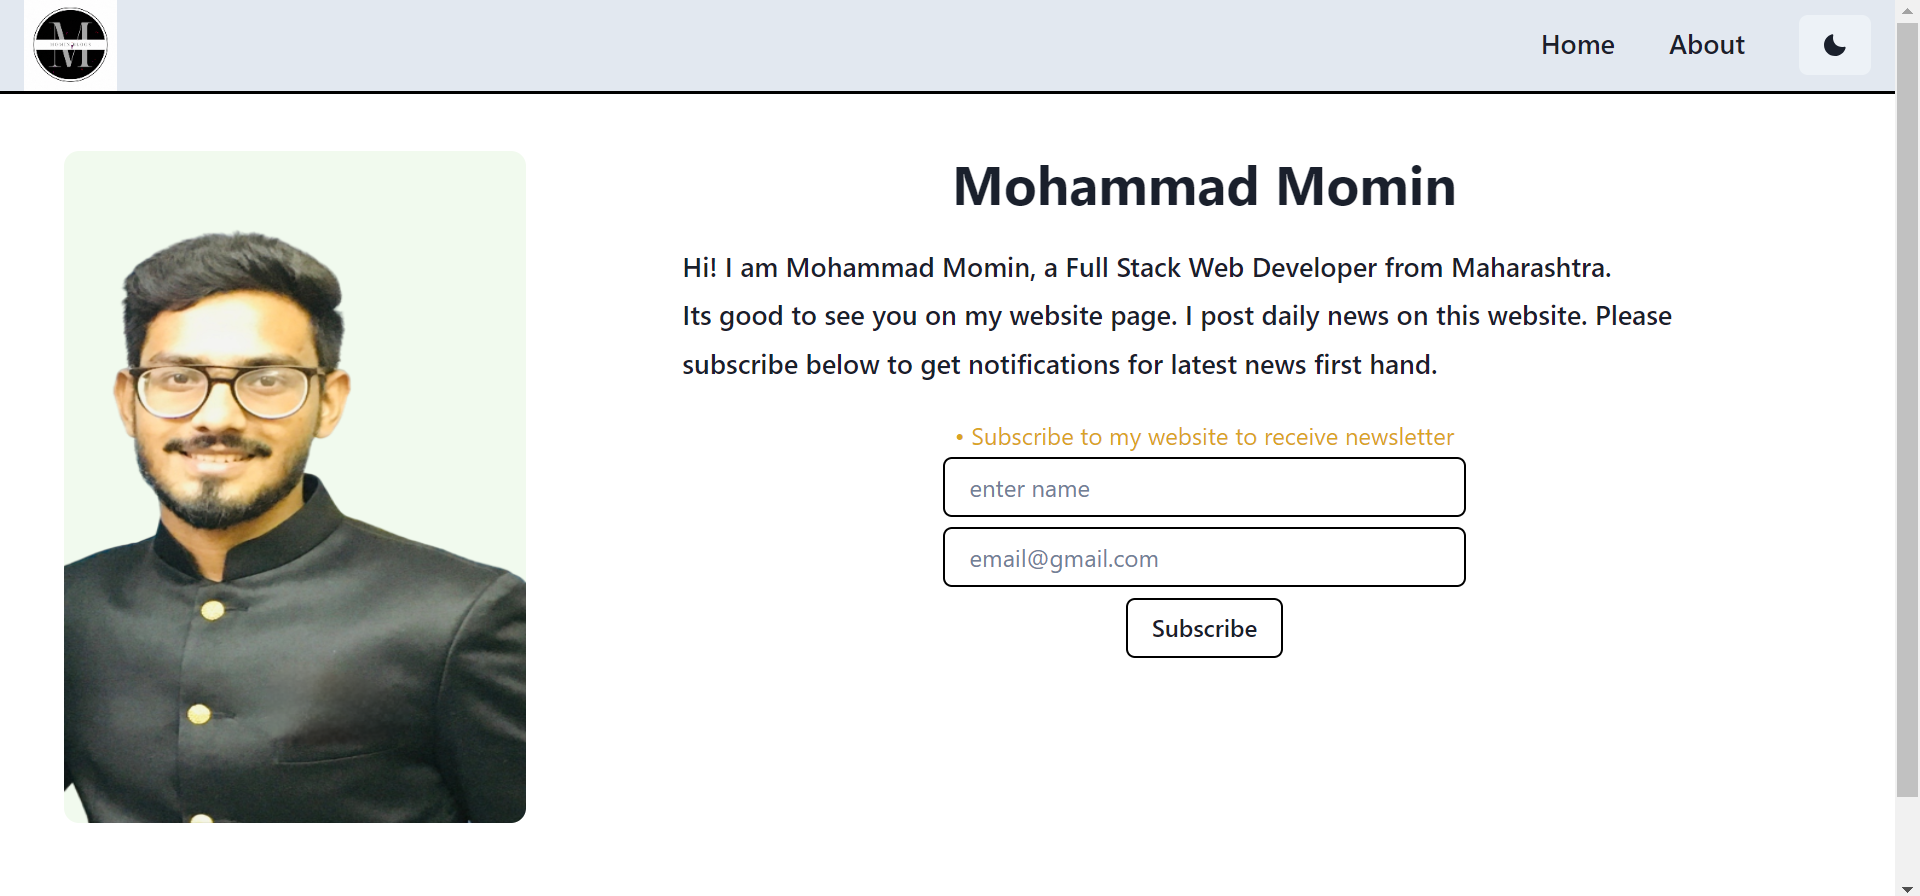 M
Home
About
Mohammad Momin
Hi! I am Mohammad Momin, a Full Stack Web Developer from Maharashtra.
Its good to see you on my website page. I post daily news on this website. Please
subscribe below to get notifications for latest news first hand.
• Subscribe to my website to receive newsletter
enter name
email@gmail.com
Subscribe